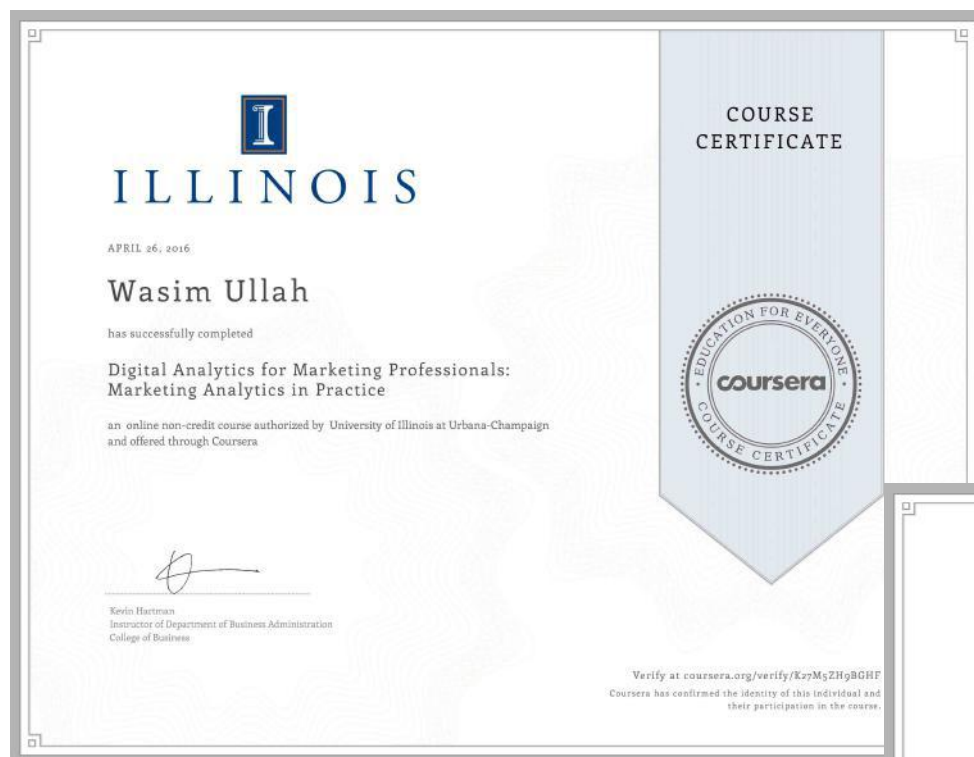 I
ILLINOIS
APRIL 26, 2016
Wasim Ullah
has successfully completed
Digital Analytics for Marketing Professionals:
Marketing Analytics in Practice
an online non-credit course authorized by University of Illinois at Urbana-Champaign
and offered through Coursera
Kevin Hartman
Instructor of Department of Business Administration
College of Business
COURSE
CERTIFICATE
EDUCATION FOR EVERYONE
coursera
COURSE CERTIFICATE
Verify at coursera.org/verify/K27M5ZH9BGHF
Coursera has confirmed the identity of this individual and
their participation in the course.